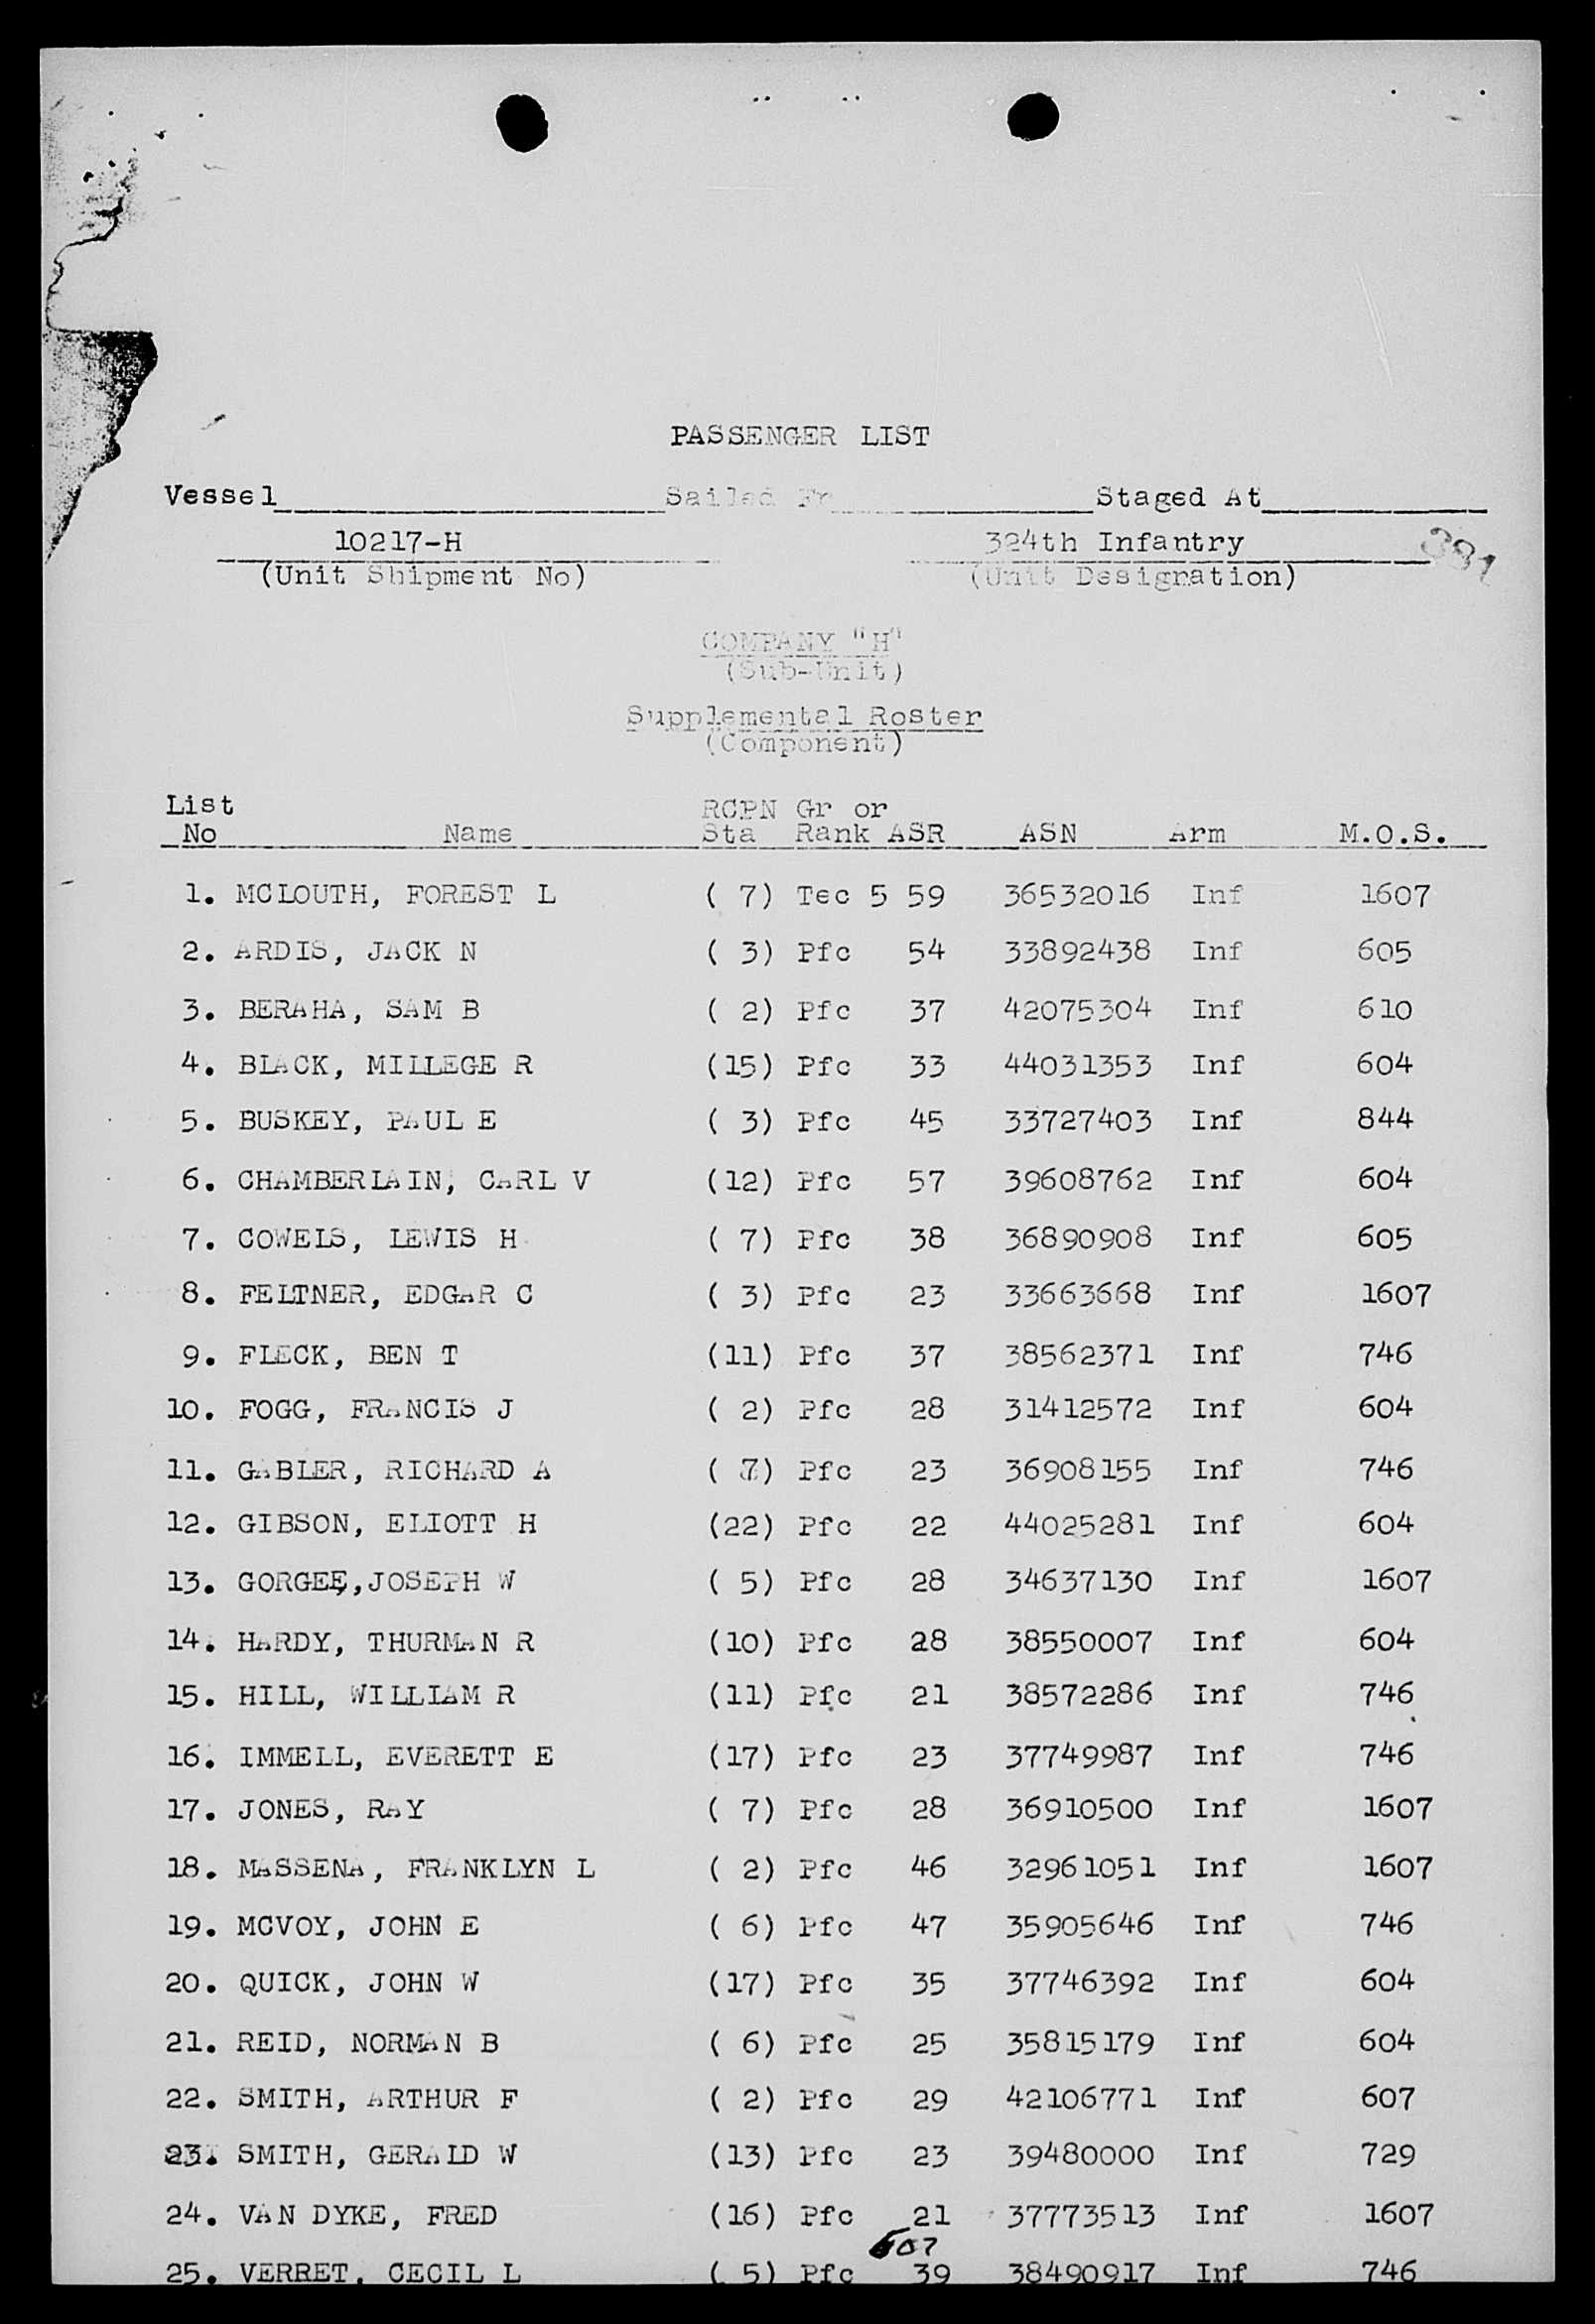 PASSENGER LIST
Vessel Sailed Fr Staged At
10217-H 324th Infantry 381
(Unit Shipment No) (Unit Designation)
COMPANY "H"
(Sub-Unit)
Supplemental Roster
(Component)
List RCPN Gr or
No Name Sta Rank ASR ASN Arm M.O.S.
1. MCLOUTH, FOREST L ( 7) Tec 5 59 36532016 Inf 1607
2. ARDIS, JACK N ( 3) Pfc 54 33892438 Inf 605
3. BERAHA, SAM B ( 2) Pfc 37 42075304 Inf 610
4. BLACK, MILLEGE R (15) Pfc 33 44031353 Inf 604
5. BUSKEY, PAUL E ( 3) Pfc 45 33727403 Inf 844
6. CHAMBERLAIN, CARL V (12) Pfc 57 39608762 Inf 604
7. COWELS, LEWIS H ( 7) Pfc 38 36890908 Inf 605
8. FELTNER, EDGAR C ( 3) Pfc 23 33663668 Inf 1607
9. FLECK, BEN T (11) Pfc 37 38562371 Inf 746
10. FOGG, FRANCIS J ( 2) Pfc 28 31412572 Inf 604
11. GABLER, RICHARD A ( 7) Pfc 23 36908155 Inf 746
12. GIBSON, ELIOTT H (22) Pfc 22 44025281 Inf 604
13. GORGEE,JOSEPH W ( 5) Pfc 28 34637130 Inf 1607
14. HARDY, THURMAN R (10) Pfc 28 38550007 Inf 604
15. HILL, WILLIAM R (11) Pfc 21 38572286 Inf 746
16. IMMELL, EVERETT E (17) Pfc 23 37749987 Inf 746
17. JONES, RAY ( 7) Pfc 28 36910500 Inf 1607
18. MASSENA, FRANKLYN L ( 2) Pfc 46 32961051 Inf 1607
19. MCVOY, JOHN E ( 6) Pfc 47 35905646 Inf 746
20. QUICK, JOHN W (17) Pfc 35 37746392 Inf 604
21. REID, NORMAN B ( 6) Pfc 25 35815179 Inf 604
22. SMITH, ARTHUR F ( 2) Pfc 29 42106771 Inf 607
23. SMITH, GERALD W (13) Pfc 23 39480000 Inf 729
24. VAN DYKE, FRED (16) Pfc 21 37773513 Inf 1607
607
25. VERRET, CECIL L ( 5) Pfc 39 38490917 Inf 746